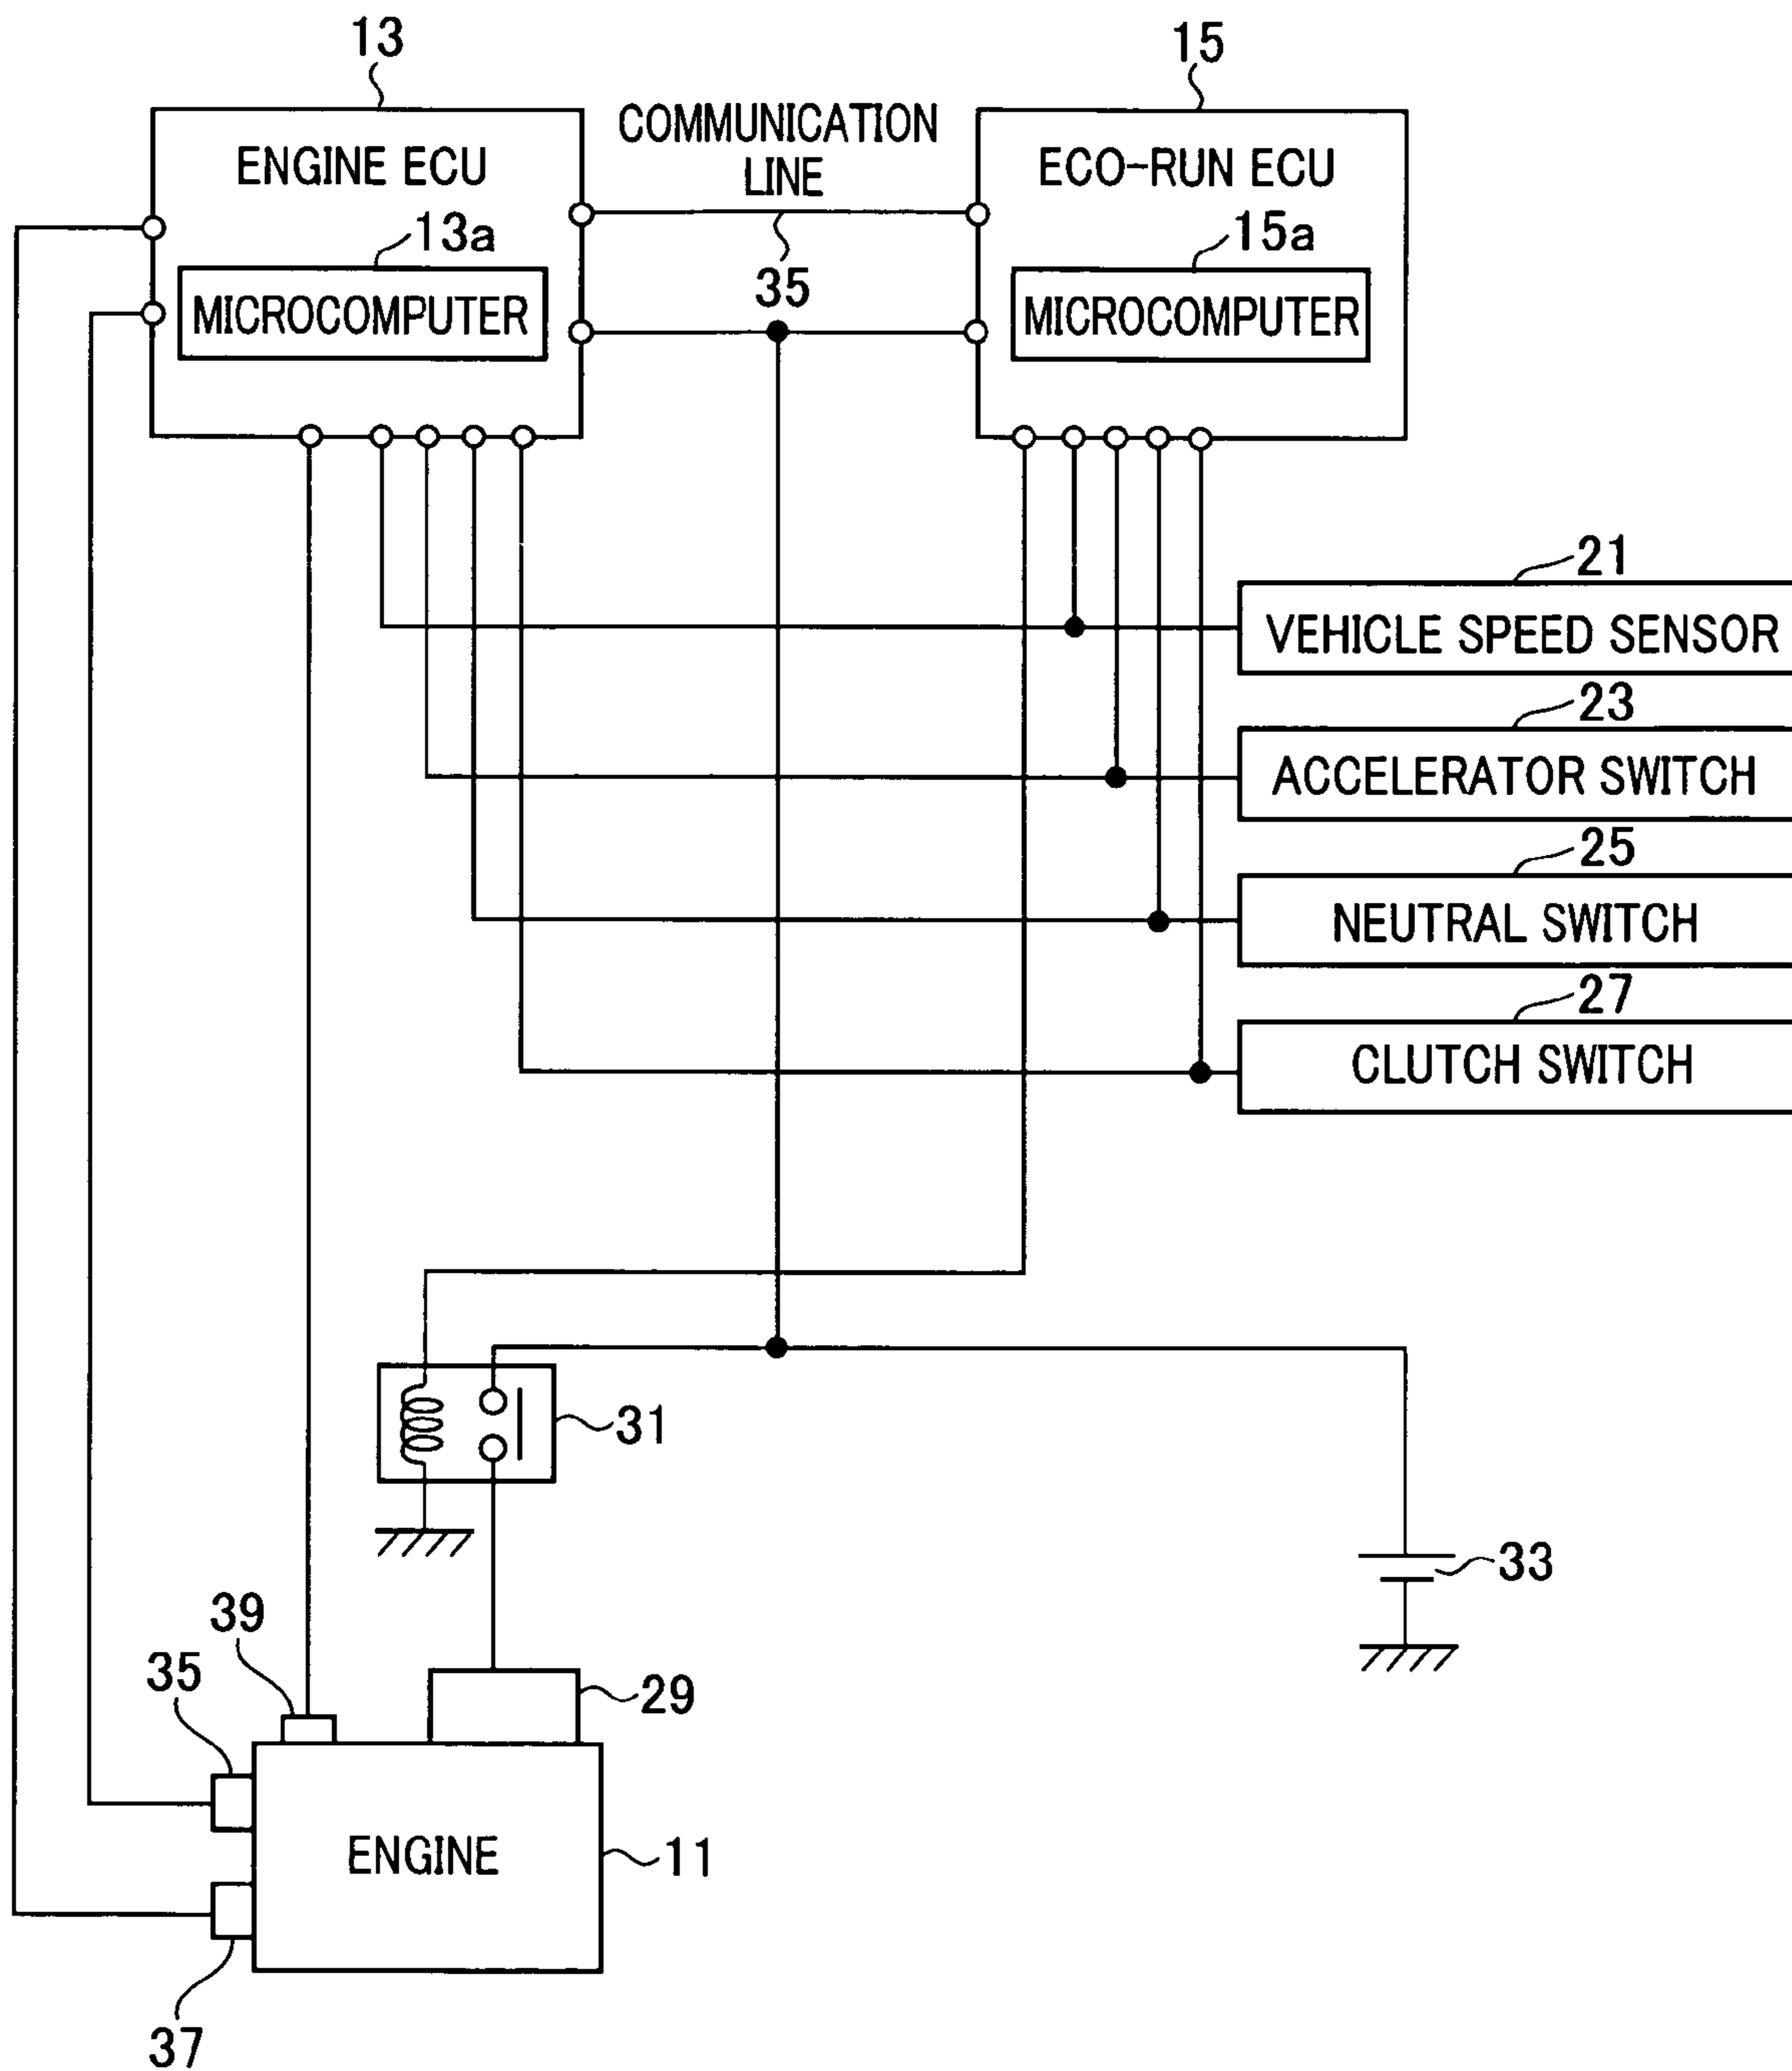 13
15
COMMUNICATION
LINE
ENGINE ECU
ECO-RUN ECU
13a
15a
35
MICROCOMPUTER
MICROCOMPUTER
21
VEHICLE SPEED SENSOR
23
ACCELERATOR SWITCH
25
NEUTRAL SWITCH
27
CLUTCH SWITCH
31
33
39
35
29
ENGINE
11
37